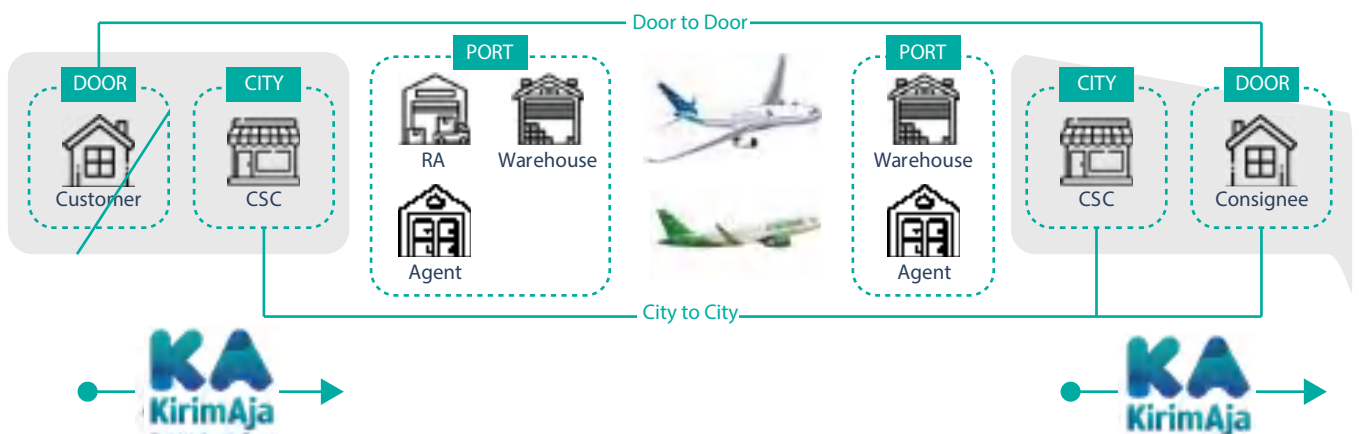 Door to Door
DOOR
Customer
CITY
CSC
PORT
RA
Warehouse
Agent
PORT
Warehouse
Agent
CITY
CSC
DOOR
Consignee
City to City
KA
KirimAja
KA
KirimAja